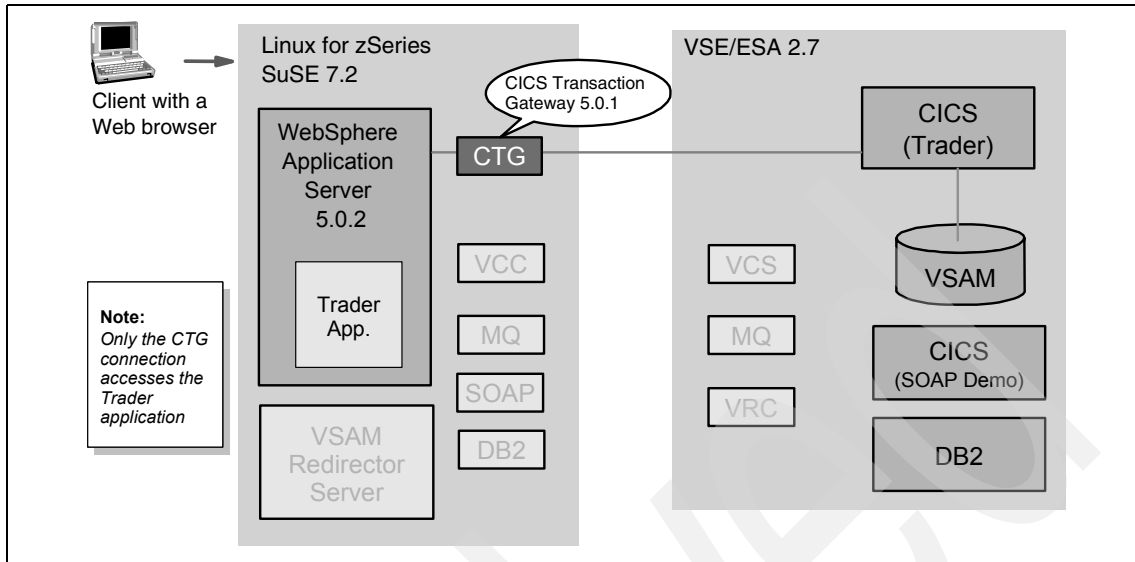 Client with a
Web browser
Note:
Only the CTG
connection
accesses the
Trader
application
Linux for zSeries
SuSE 7.2
WebSphere
Application
Server
5.0.2
Trader
App.
VSAM
Redirector
Server
CICS Transaction
Gateway 5.0.1
CTG
VCC
MQ
SOAP
DB2
VSE/ESA 2.7
VCS
MQ
VRC
CICS
(Trader)
VSAM
CICS
(SOAP Demo)
DB2